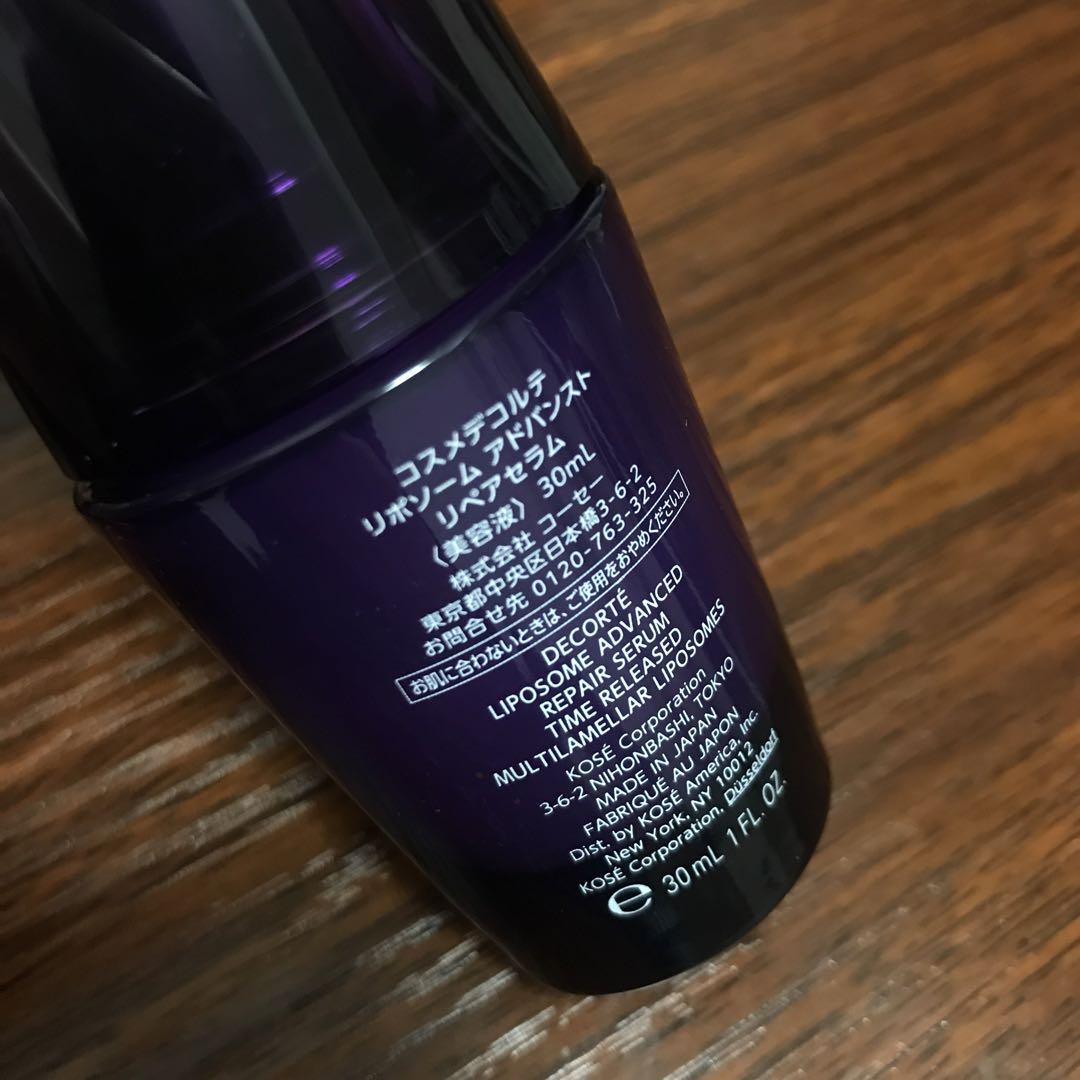 コスメデコルテ
リポソーム アドバンスト
リペアセラム
〈美容液〉 30mL
株式会社 コーセー
東京都中央区日本橋3-6-2
お問合せ先 0120-763-325
お肌に合わないときは、ご使用をおやめください。
DECORTÉ
LIPOSOME ADVANCED
REPAIR SERUM
TIME RELEASED
MULTILAMELLAR LIPOSOMES
KOSÉ Corporation
3-6-2 NIHONBASHI, TOKYO
MADE IN JAPAN
FABRIQUÉ AU JAPON
Dist. by KOSÉ America, Inc.
New York, NY 10012
KOSÉ Corporation, Düsseldorf
℮ 30 mL 1 FL. OZ.